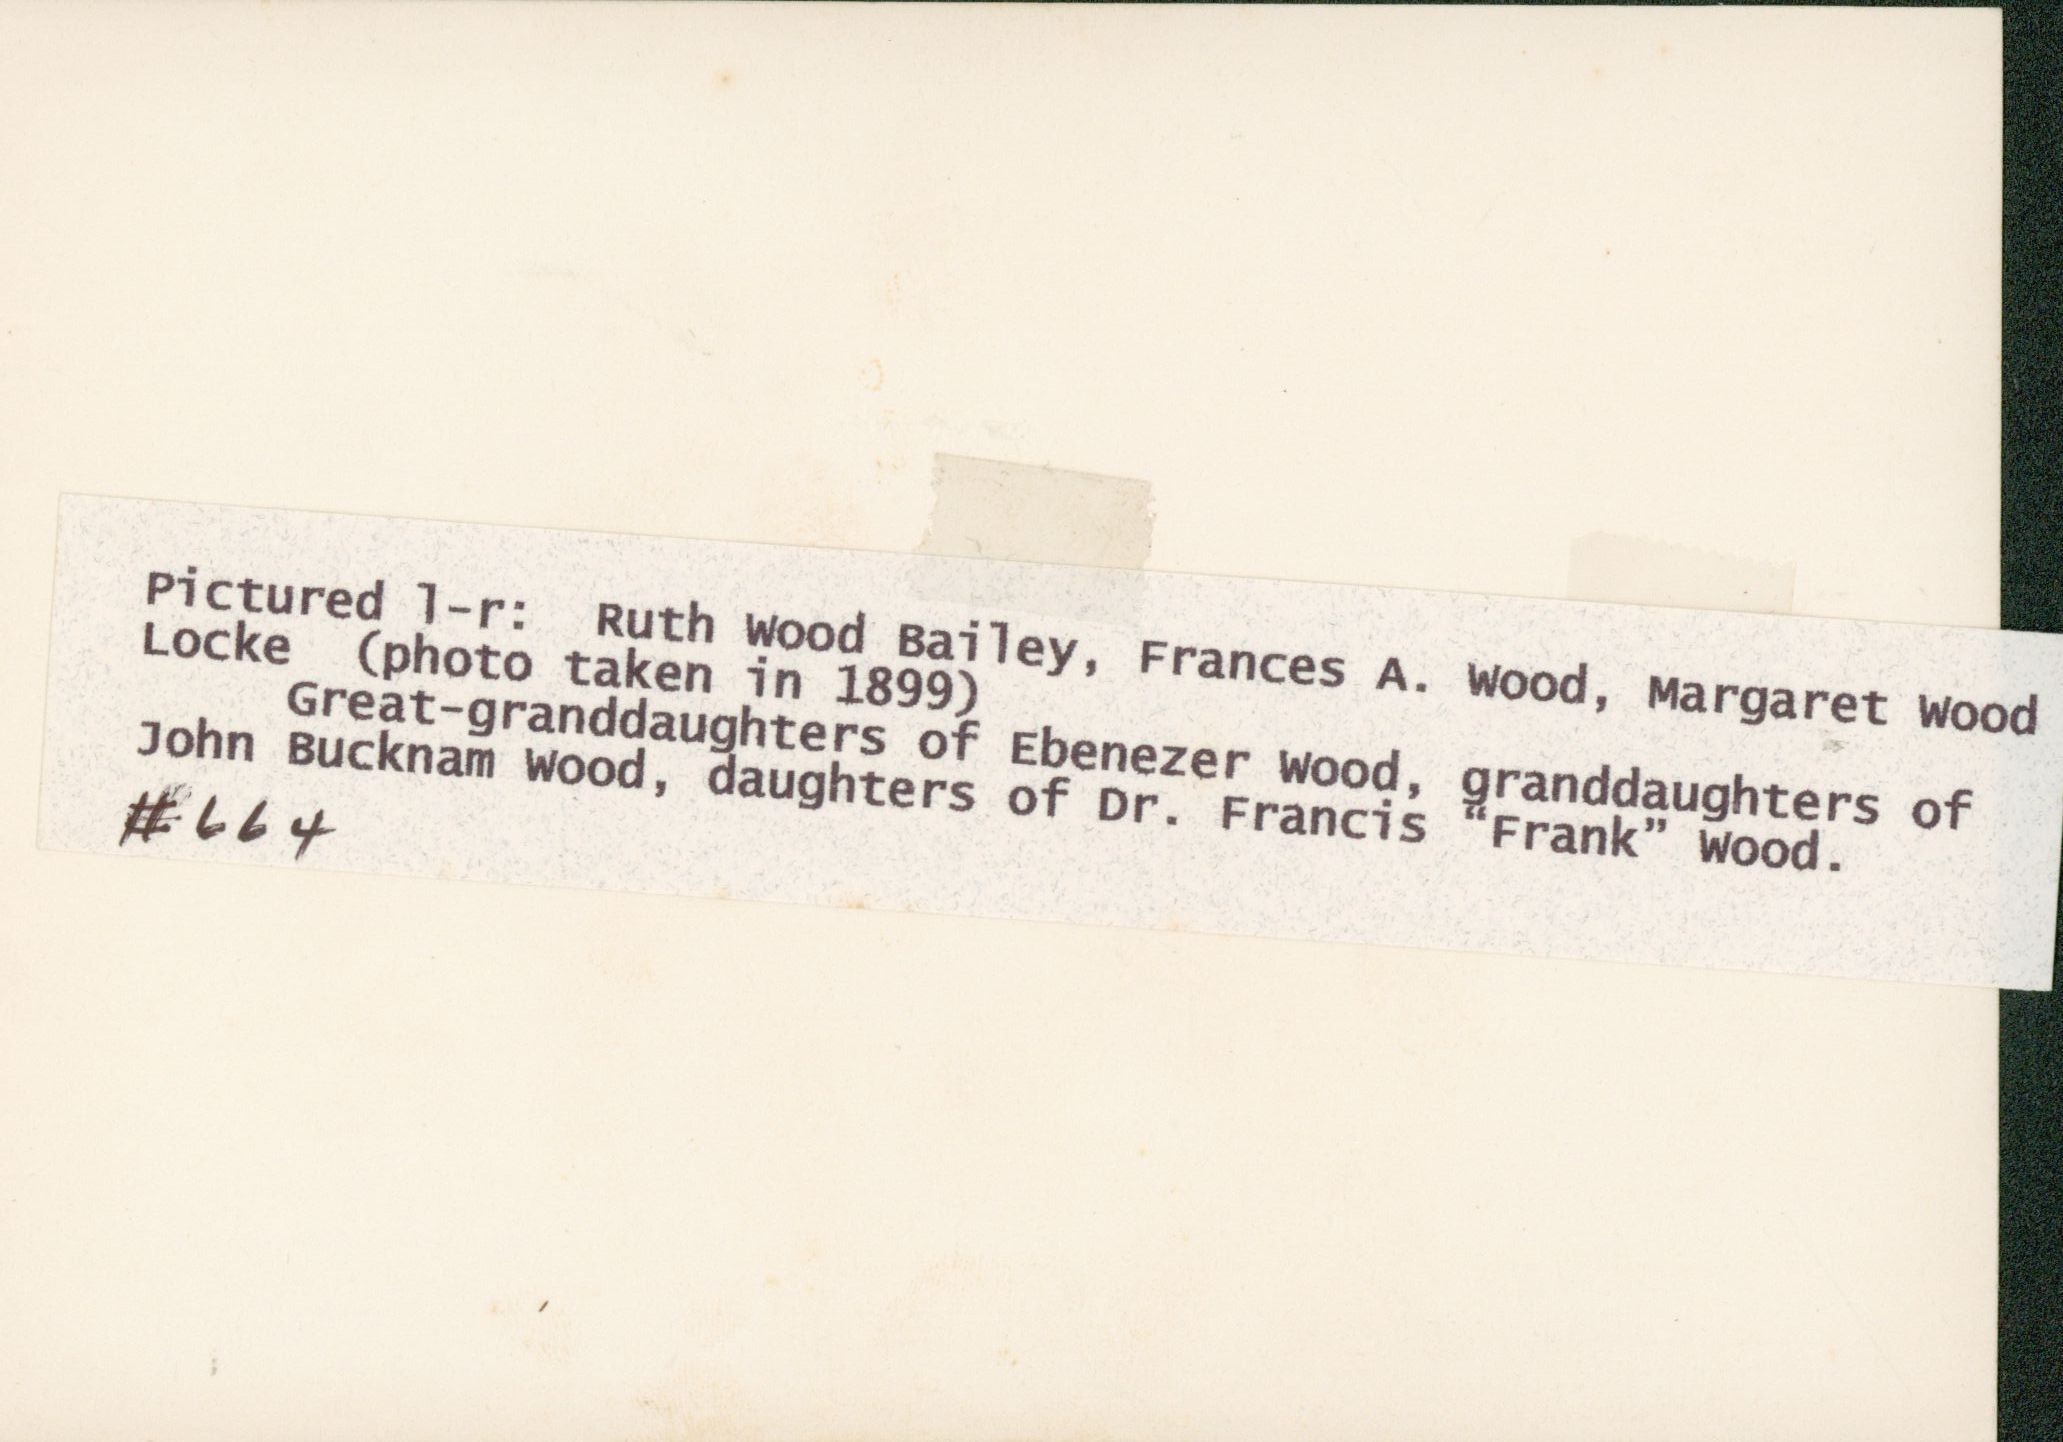 Pictured l-r:  Ruth Wood Bailey, Frances A. Wood, Margaret Wood
Locke  (photo taken in 1899)
Great-granddaughters of Ebenezer Wood, granddaughters of
John Bucknam Wood, daughters of Dr. Francis “Frank” Wood.
#664